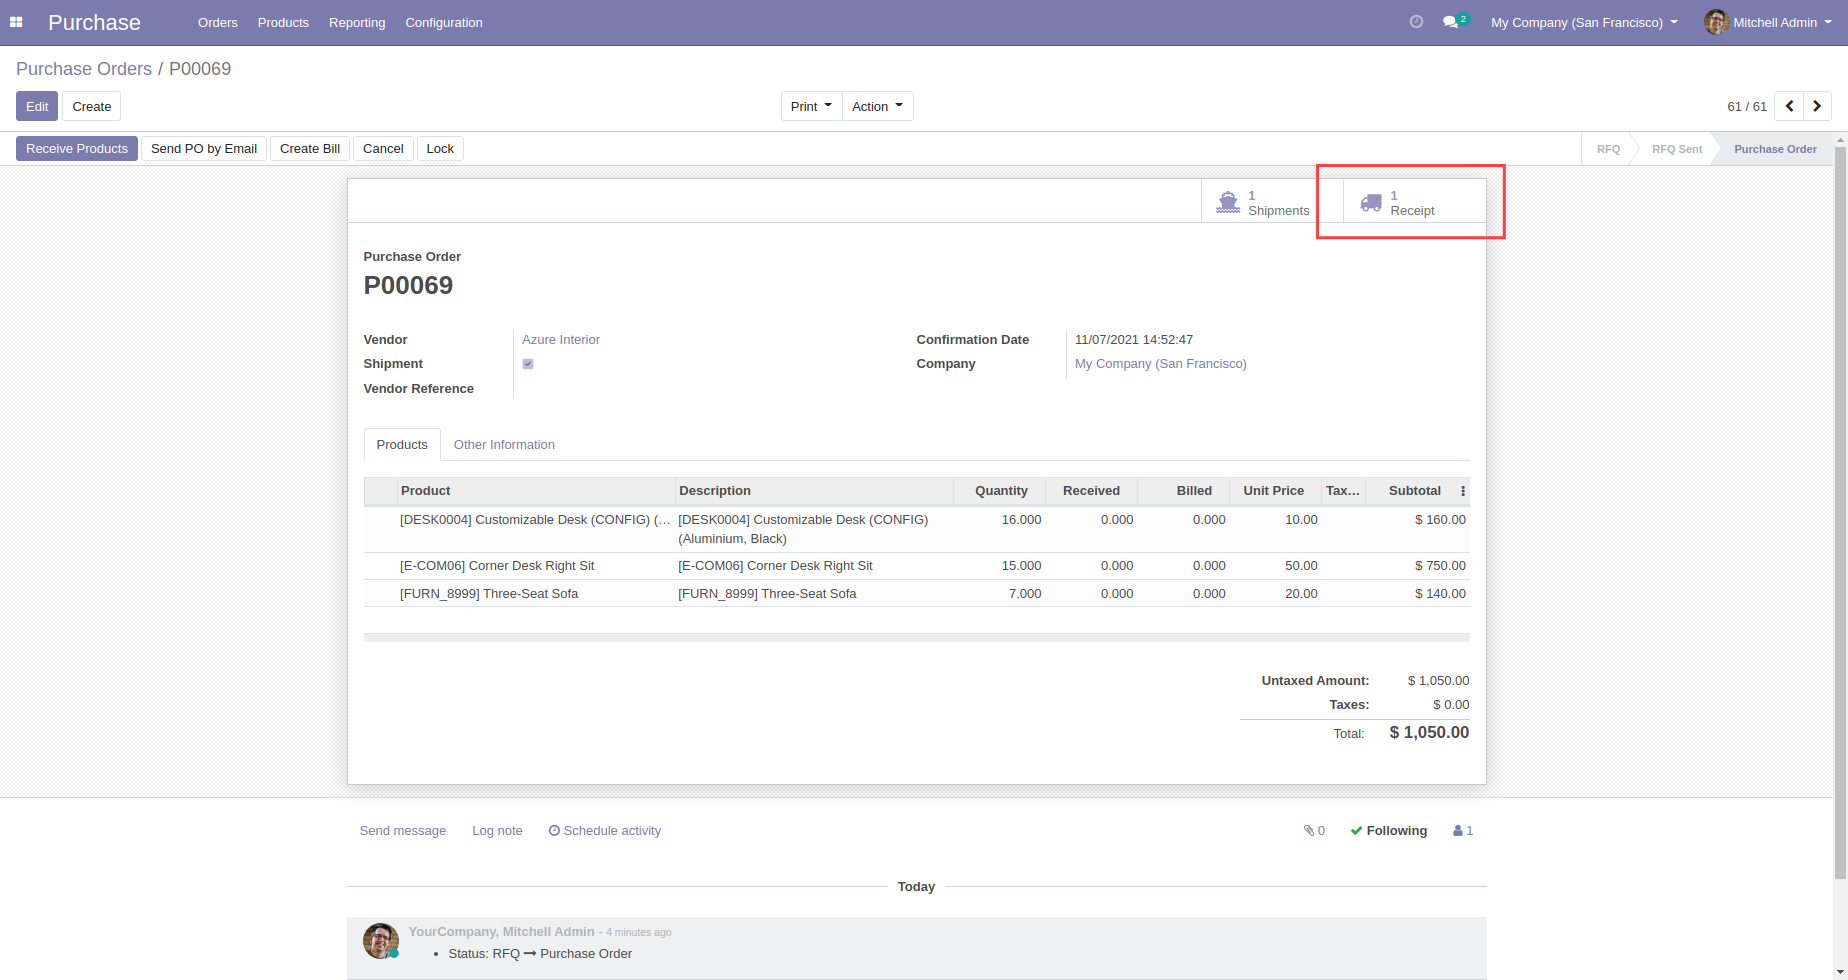 Purchase Orders Products Reporting Configuration 2 My Company (San Francisco) Mitchell Admin
Purchase Orders / P00069
Edit Create Print Action 61 / 61
Receive Products Send PO by Email Create Bill Cancel Lock RFQ RFQ Sent Purchase Order
1 Shipments
1 Receipt
Purchase Order
P00069
Vendor Azure Interior Confirmation Date 11/07/2021 14:52:47
Shipment Company My Company (San Francisco)
Vendor Reference
Products Other Information
Product Description Quantity Received Billed Unit Price Tax... Subtotal
[DESK0004] Customizable Desk (CONFIG) (... [DESK0004] Customizable Desk (CONFIG) 16.000 0.000 0.000 10.00 $ 160.00
(Aluminium, Black)
[E-COM06] Corner Desk Right Sit [E-COM06] Corner Desk Right Sit 15.000 0.000 0.000 50.00 $ 750.00
[FURN_8999] Three-Seat Sofa [FURN_8999] Three-Seat Sofa 7.000 0.000 0.000 20.00 $ 140.00
Untaxed Amount: $ 1,050.00
Taxes: $ 0.00
Total: $ 1,050.00
Send message Log note Schedule activity 0 Following 1
Today
YourCompany, Mitchell Admin - 4 minutes ago
• Status: RFQ → Purchase Order